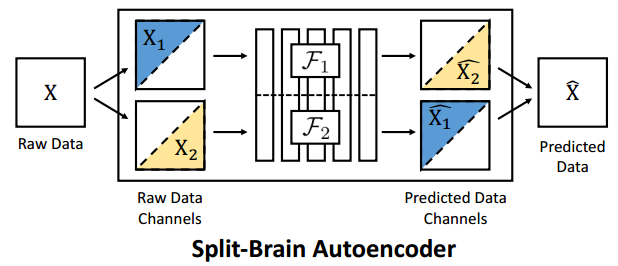 X
Raw Data
X₁
X₂
Raw Data
Channels
ℱ₁
ℱ₂
X̂₂
X̂₁
Predicted Data
Channels
X̂
Predicted
Data
Split-Brain Autoencoder